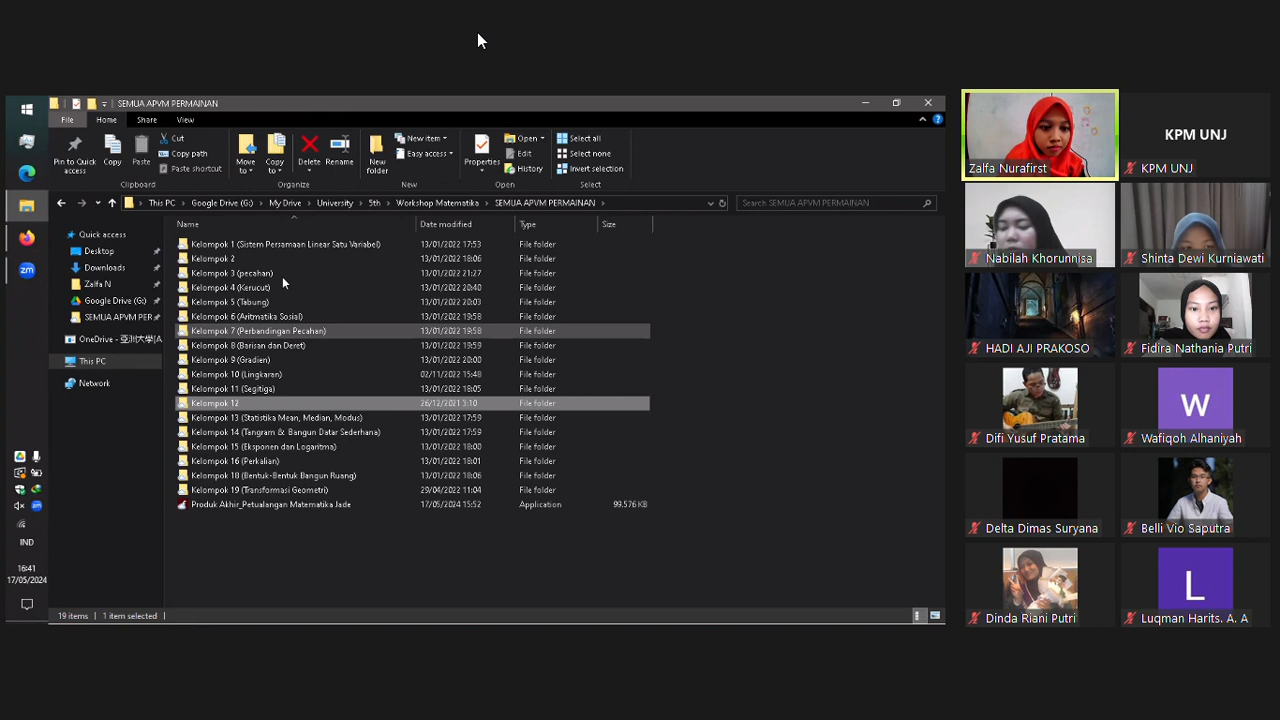 SEMUA APVM PERMAINAN
File Home Share View
Pin to Quick access
Copy
Paste
Cut
Copy path
Paste shortcut
Clipboard
Move to
Copy to
Delete
Rename
Organize
New folder
New item
Easy access
New
Properties
Open
Edit
History
Open
Select all
Select none
Invert selection
Select
This PC > Google Drive (G:) > My Drive > University > 5th > Workshop Matematika > SEMUA APVM PERMAINAN >
Search SEMUA APVM PERMAINAN
Quick access
Desktop
Downloads
Zalfa N
Google Drive (G:)
SEMUA APVM PER
OneDrive - 亞洲大學(A
This PC
Network
Name Date modified Type Size
Kelompok 1 (Sistem Persamaan Linear Satu Variabel) 13/01/2022 17:53 File folder
Kelompok 2 13/01/2022 18:06 File folder
Kelompok 3 (pecahan) 13/01/2022 21:27 File folder
Kelompok 4 (Kerucut) 13/01/2022 20:40 File folder
Kelompok 5 (Tabung) 13/01/2022 20:03 File folder
Kelompok 6 (Aritmatika Sosial) 13/01/2022 19:58 File folder
Kelompok 7 (Perbandingan Pecahan) 13/01/2022 19:58 File folder
Kelompok 8 (Barisan dan Deret) 13/01/2022 19:59 File folder
Kelompok 9 (Gradien) 13/01/2022 20:00 File folder
Kelompok 10 (Lingkaran) 02/11/2022 15:48 File folder
Kelompok 11 (Segitiga) 13/01/2022 18:05 File folder
Kelompok 12 26/12/2021 3:10 File folder
Kelompok 13 (Statistika Mean, Median, Modus) 13/01/2022 17:59 File folder
Kelompok 14 (Tangram & Bangun Datar Sederhana) 13/01/2022 17:59 File folder
Kelompok 15 (Eksponen dan Logaritma) 13/01/2022 18:00 File folder
Kelompok 16 (Perkalian) 13/01/2022 18:01 File folder
Kelompok 18 (Bentuk-Bentuk Bangun Ruang) 13/01/2022 18:06 File folder
Kelompok 19 (Transformasi Geometri) 29/04/2022 11:04 File folder
Produk Akhir_Petualangan Matematika Jade 17/05/2024 15:52 Application 99.576 KB
19 items 1 item selected
zm
IND
16:41
17/05/2024
Zalfa Nurafirst
KPM UNJ
KPM UNJ
Nabilah Khorunnisa
Shinta Dewi Kurniawati
HADI AJI PRAKOSO
Fidira Nathania Putri
Difi Yusuf Pratama
W
Wafiqoh Alhaniyah
Delta Dimas Suryana
Belli Vio Saputra
Dinda Riani Putri
L
Luqman Harits. A. A